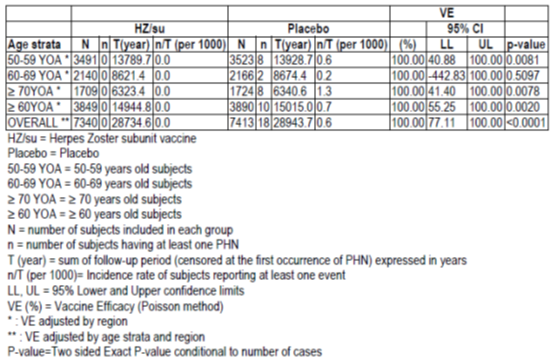 VE
HZ/su Placebo 95% CI
Age strata N n T(year) n/T (per 1000) N n T(year) n/T (per 1000) (%) LL UL p-value
50-59 YOA * 3491 0 13789.7 0.0 3523 8 13928.7 0.6 100.00 40.88 100.00 0.0081
60-69 YOA * 2140 0 8621.4 0.0 2166 2 8674.4 0.2 100.00 -442.83 100.00 0.5097
≥ 70YOA * 1709 0 6323.4 0.0 1724 8 6340.6 1.3 100.00 41.40 100.00 0.0078
≥ 60YOA * 3849 0 14944.8 0.0 3890 10 15015.0 0.7 100.00 55.25 100.00 0.0020
OVERALL ** 7340 0 28734.6 0.0 7413 18 28943.7 0.6 100.00 77.11 100.00 <0.0001
HZ/su = Herpes Zoster subunit vaccine
Placebo = Placebo
50-59 YOA = 50-59 years old subjects
60-69 YOA = 60-69 years old subjects
≥ 70 YOA = ≥ 70 years old subjects
≥ 60 YOA = ≥ 60 years old subjects
N = number of subjects included in each group
n = number of subjects having at least one PHN
T (year) = sum of follow-up period (censored at the first occurrence of PHN) expressed in years
n/T (per 1000)= Incidence rate of subjects reporting at least one event
LL, UL = 95% Lower and Upper confidence limits
VE (%) = Vaccine Efficacy (Poisson method)
* : VE adjusted by region
** : VE adjusted by age strata and region
P-value=Two sided Exact P-value conditional to number of cases